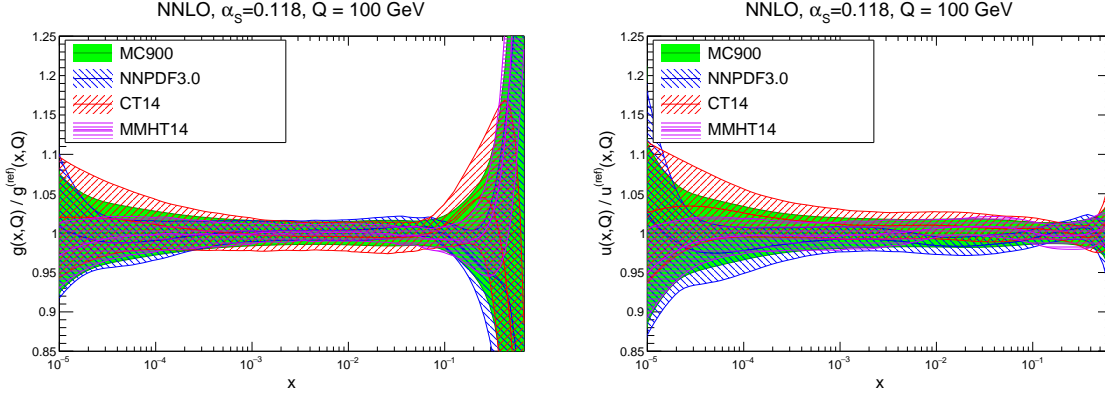 NNLO, αS=0.118, Q = 100 GeV
g(x,Q) / g(ref)(x,Q)
1.25
1.2
1.15
1.1
1.05
1
0.95
0.9
0.85
MC900
NNPDF3.0
CT14
MMHT14
10−5
10−4
10−3
10−2
10−1
x
NNLO, αS=0.118, Q = 100 GeV
u(x,Q) / u(ref)(x,Q)
1.25
1.2
1.15
1.1
1.05
1
0.95
0.9
0.85
MC900
NNPDF3.0
CT14
MMHT14
10−5
10−4
10−3
10−2
10−1
x